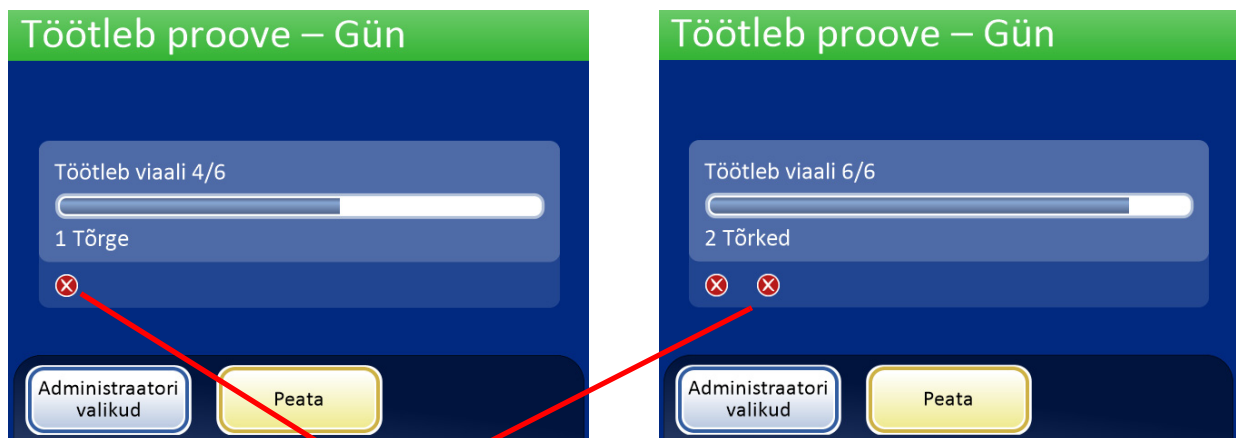 Töötleb proove – Gün
Töötleb viaali 4/6
1 Tõrge
Administraatori
valikud
Peata
Töötleb proove – Gün
Töötleb viaali 6/6
2 Tõrked
Administraatori
valikud
Peata